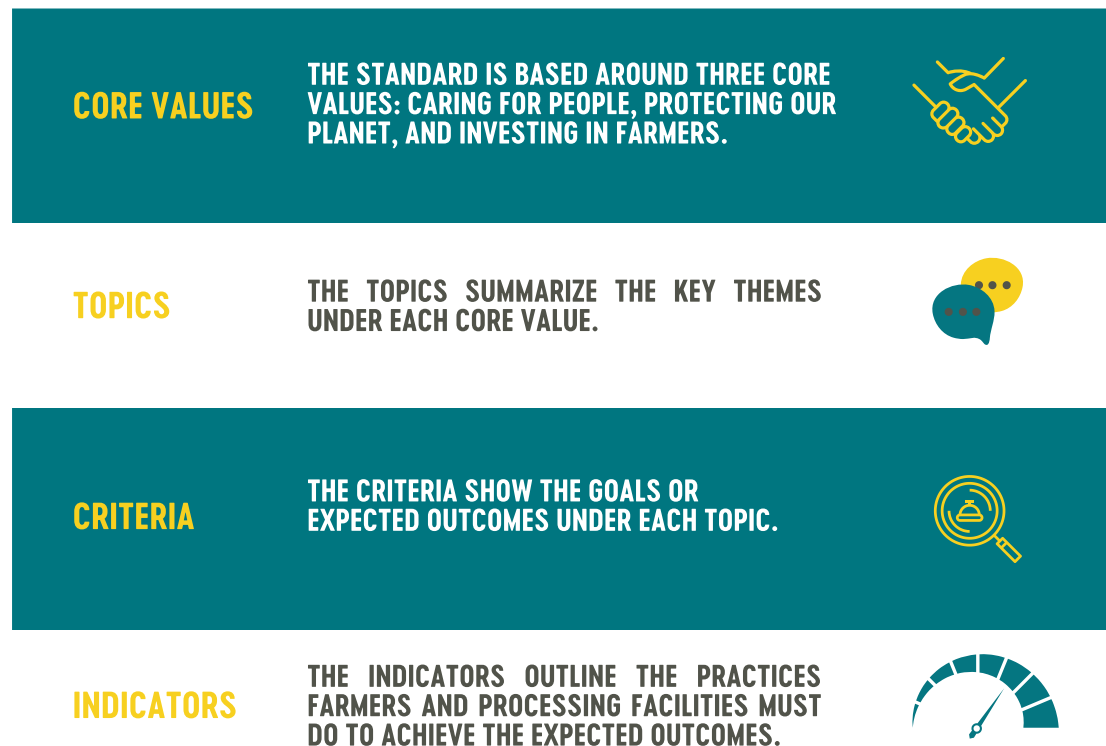 CORE VALUES
THE STANDARD IS BASED AROUND THREE CORE
VALUES: CARING FOR PEOPLE, PROTECTING OUR
PLANET, AND INVESTING IN FARMERS.
TOPICS
THE TOPICS SUMMARIZE THE KEY THEMES
UNDER EACH CORE VALUE.
CRITERIA
THE CRITERIA SHOW THE GOALS OR
EXPECTED OUTCOMES UNDER EACH TOPIC.
INDICATORS
THE INDICATORS OUTLINE THE PRACTICES
FARMERS AND PROCESSING FACILITIES MUST
DO TO ACHIEVE THE EXPECTED OUTCOMES.